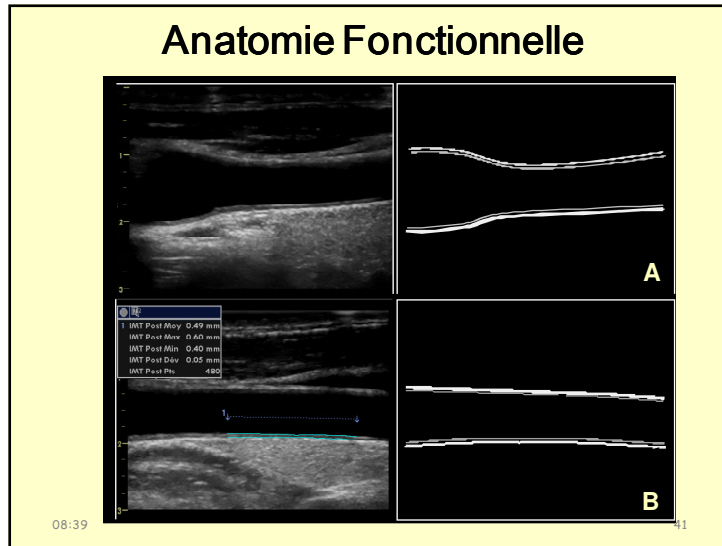 Anatomie Fonctionnelle
1
2
3
A
1 IMT Post Moy 0.49 mm
IMT Post Max 0.60 mm
IMT Post Min 0.40 mm
IMT Post Dév 0.05 mm
IMT Post Pts 480
1
2
3
B
08:39
41